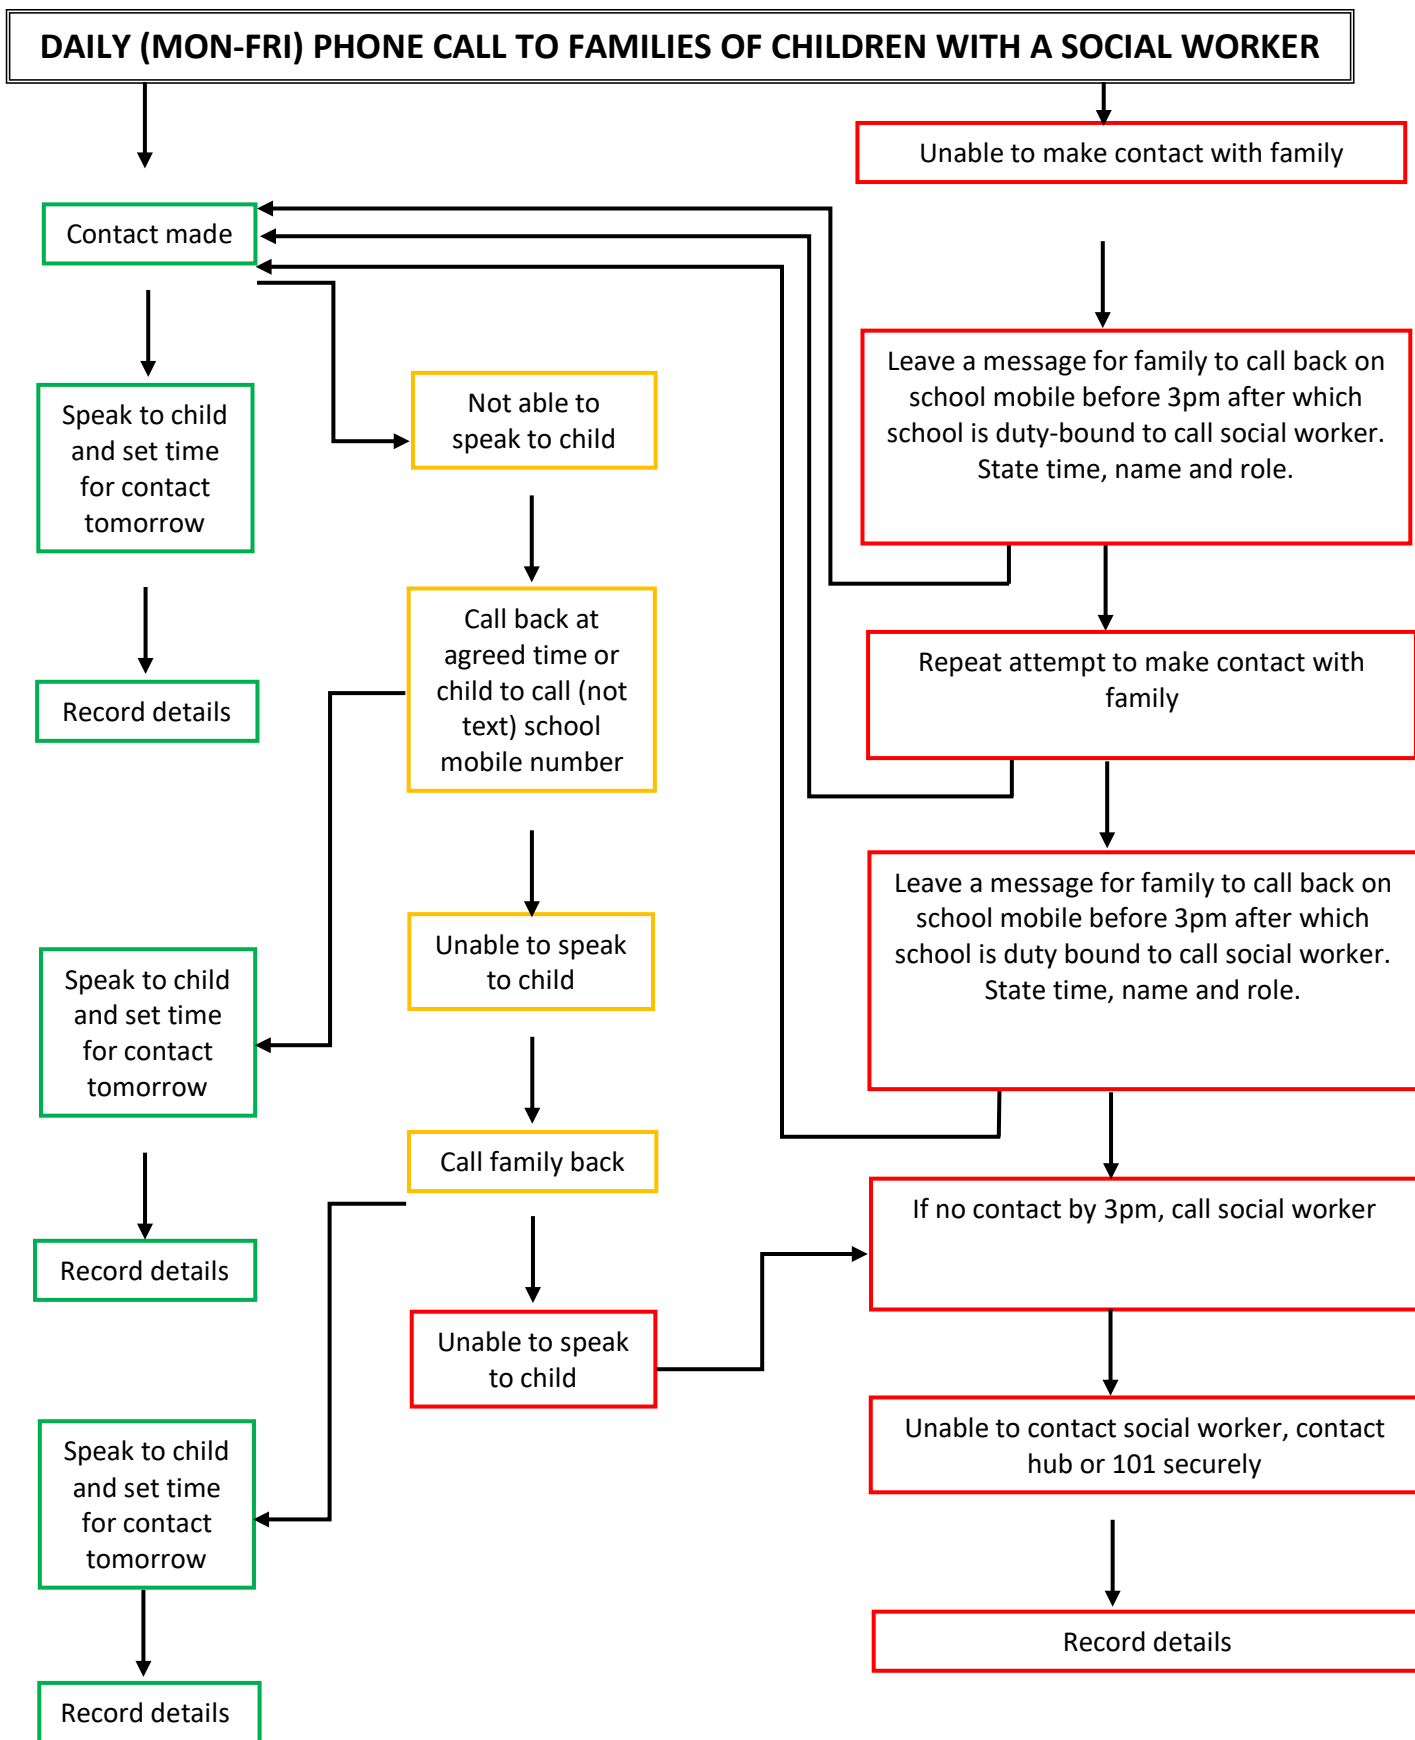 DAILY (MON-FRI) PHONE CALL TO FAMILIES OF CHILDREN WITH A SOCIAL WORKER
Unable to make contact with family
Contact made
Leave a message for family to call back on
school mobile before 3pm after which
school is duty-bound to call social worker.
State time, name and role.
Speak to child
and set time
for contact
tomorrow
Not able to
speak to child
Record details
Call back at
agreed time or
child to call (not
text) school
mobile number
Repeat attempt to make contact with
family
Leave a message for family to call back on
school mobile before 3pm after which
school is duty bound to call social worker.
State time, name and role.
Unable to speak
to child
Speak to child
and set time
for contact
tomorrow
Call family back
If no contact by 3pm, call social worker
Record details
Unable to speak
to child
Unable to contact social worker, contact
hub or 101 securely
Speak to child
and set time
for contact
tomorrow
Record details
Record details